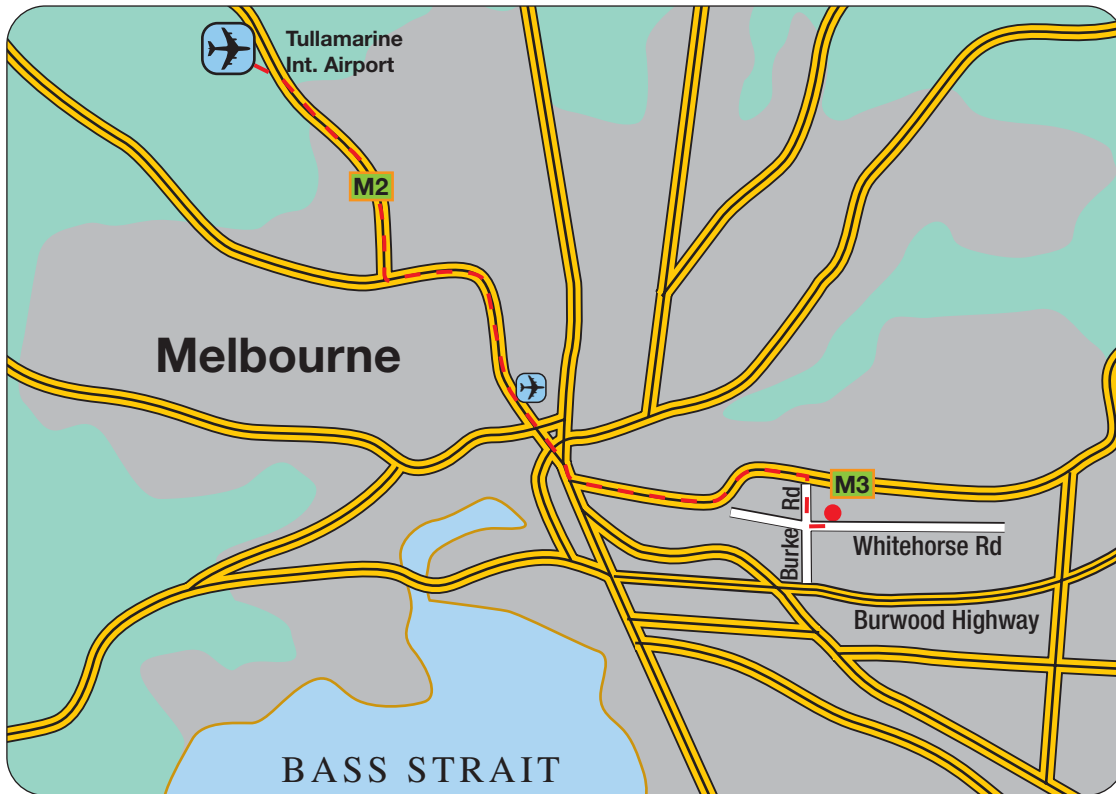 Tullamarine
Int. Airport
M2
Melbourne
M3
Burke Rd
Whitehorse Rd
Burwood Highway
BASS STRAIT